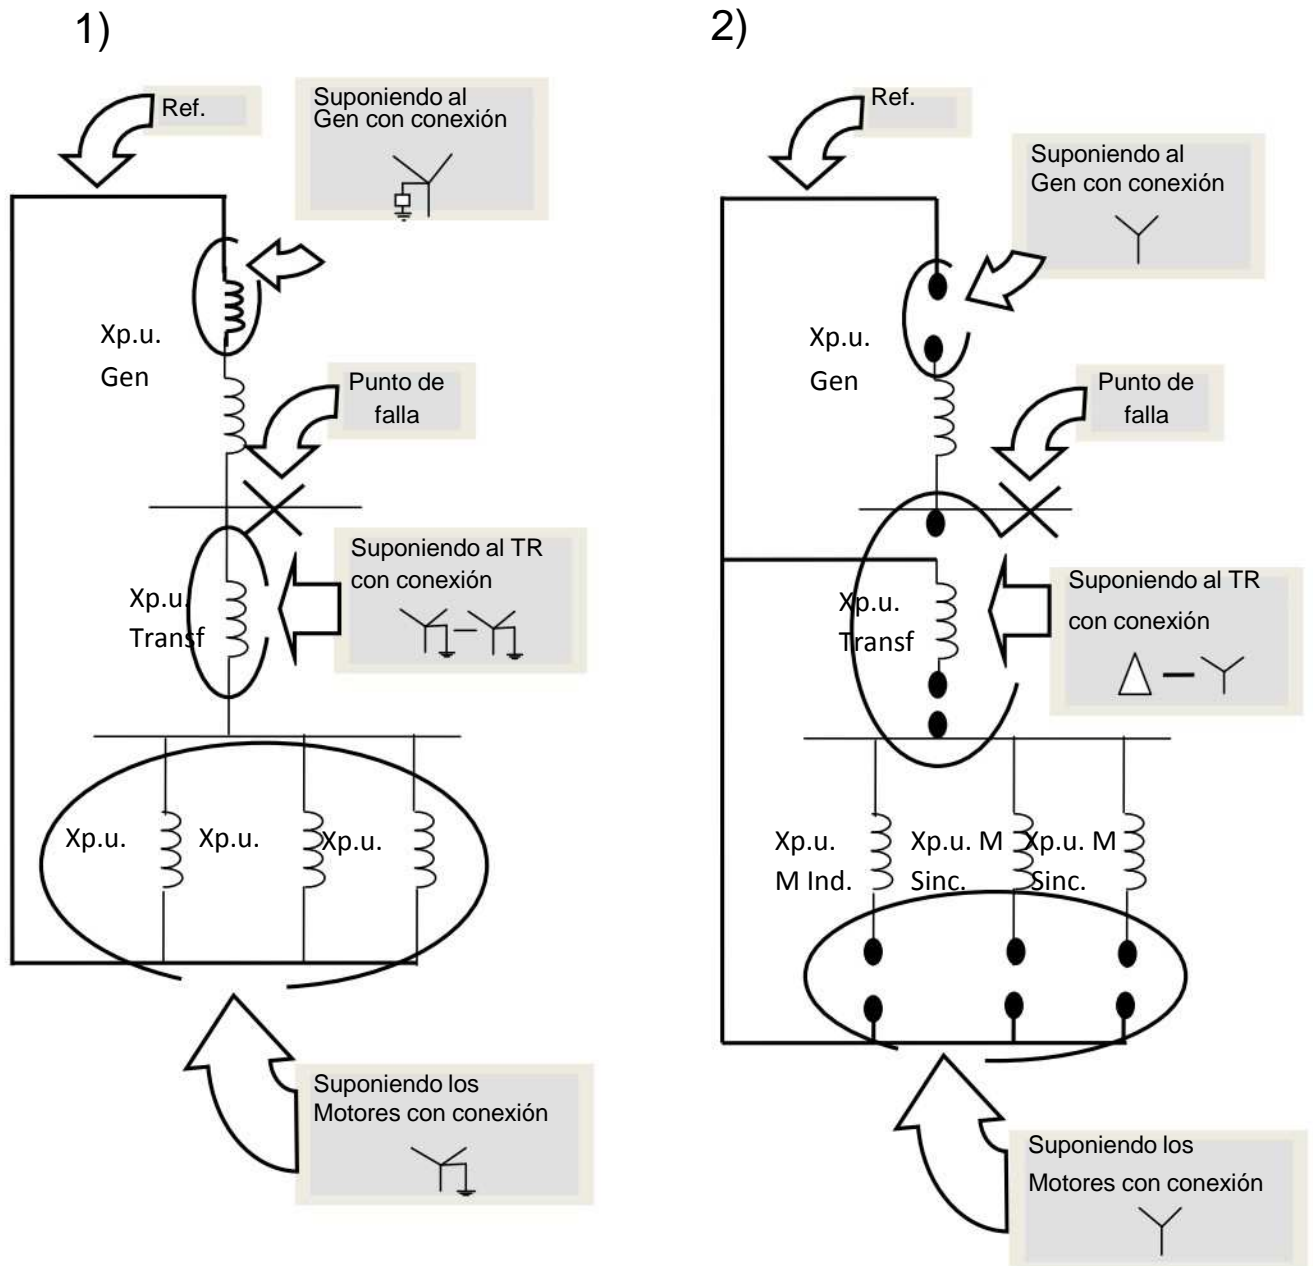 1)
Ref.
Suponiendo al
Gen con conexión
Xp.u.
Gen
Punto de
falla
Suponiendo al TR
con conexión
Xp.u.
Transf
Xp.u.
Xp.u.
Xp.u.
Suponiendo los
Motores con conexión
2)
Ref.
Suponiendo al
Gen con conexión
Xp.u.
Gen
Punto de
falla
Suponiendo al TR
con conexión
Xp.u.
Transf
Xp.u.
M Ind.
Xp.u. M
Sinc.
Xp.u. M
Sinc.
Suponiendo los
Motores con conexión